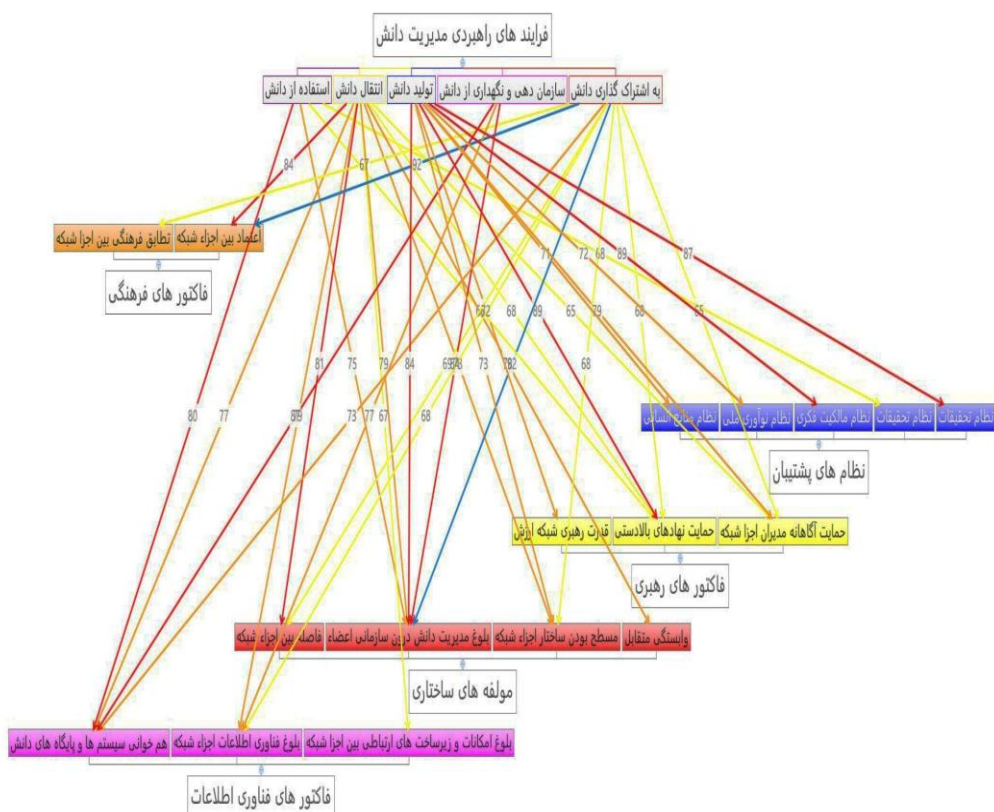 فرایند های راهبردی مدیریت دانش
به اشتراک گذاری دانش
سازمان دهی و نگهداری از دانش
تولید دانش
انتقال دانش
استفاده از دانش
84
67
92
اعتماد بین اجزاء شبکه
تطابق فرهنگی بین اجزا شبکه
فاکتور های فرهنگی
71
72
68
89
87
72
68
89
65
79
68
65
81
75
84
79
73
68
80
77
73
77
67
68
نظام تحقیقات
نظام تحقیقات
نظام مالکیت فکری
نظام نوآوری ملی
نظام منابع انسانی
نظام های پشتیبان
حمایت آگاهانه مدیران اجزا شبکه
حمایت نهادهای بالادستی
قدرت رهبری شبکه ارزش
فاکتور های رهبری
وابستگی متقابل
مسطح بودن ساختار اجزاء شبکه
بلوغ مدیریت دانش درون سازمانی اعضاء
فاصله بین اجزاء شبکه
مولفه های ساختاری
بلوغ امکانات و زیرساخت های ارتباطی بین اجزا شبکه
بلوغ فناوری اطلاعات اجزاء شبکه
هم خوانی سیستم ها و پایگاه های دانش
فاکتور های فناوری اطلاعات